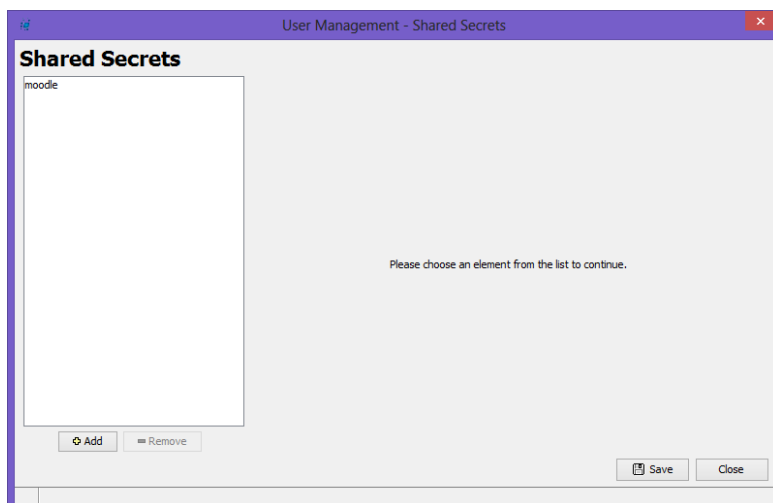 User Management - Shared Secrets
Shared Secrets
moodle
Please choose an element from the list to continue.
Add
Remove
Save
Close